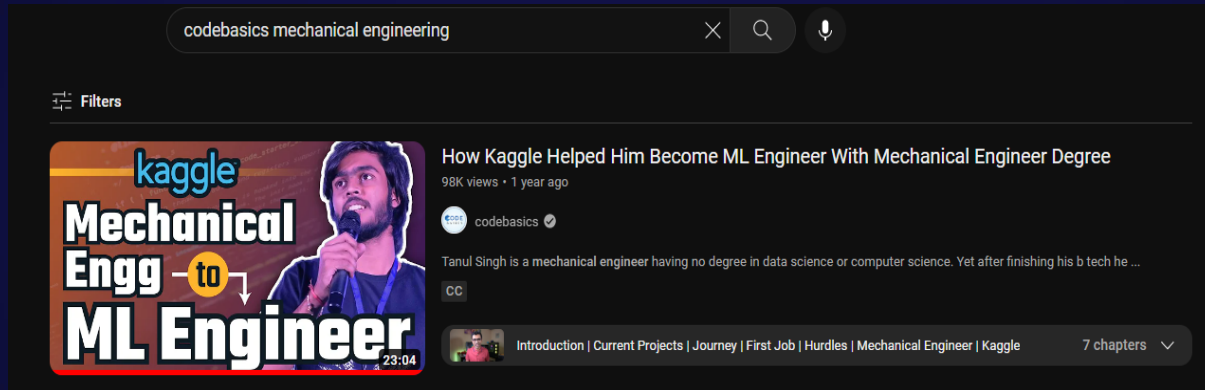 codebasics mechanical engineering
Filters
kaggle
Mechanical
Engg to
ML Engineer
23:04
How Kaggle Helped Him Become ML Engineer With Mechanical Engineer Degree
98K views • 1 year ago
CODE
codebasics
Tanul Singh is a mechanical engineer having no degree in data science or computer science. Yet after finishing his b tech he ...
CC
Introduction | Current Projects | Journey | First Job | Hurdles | Mechanical Engineer | Kaggle 7 chapters